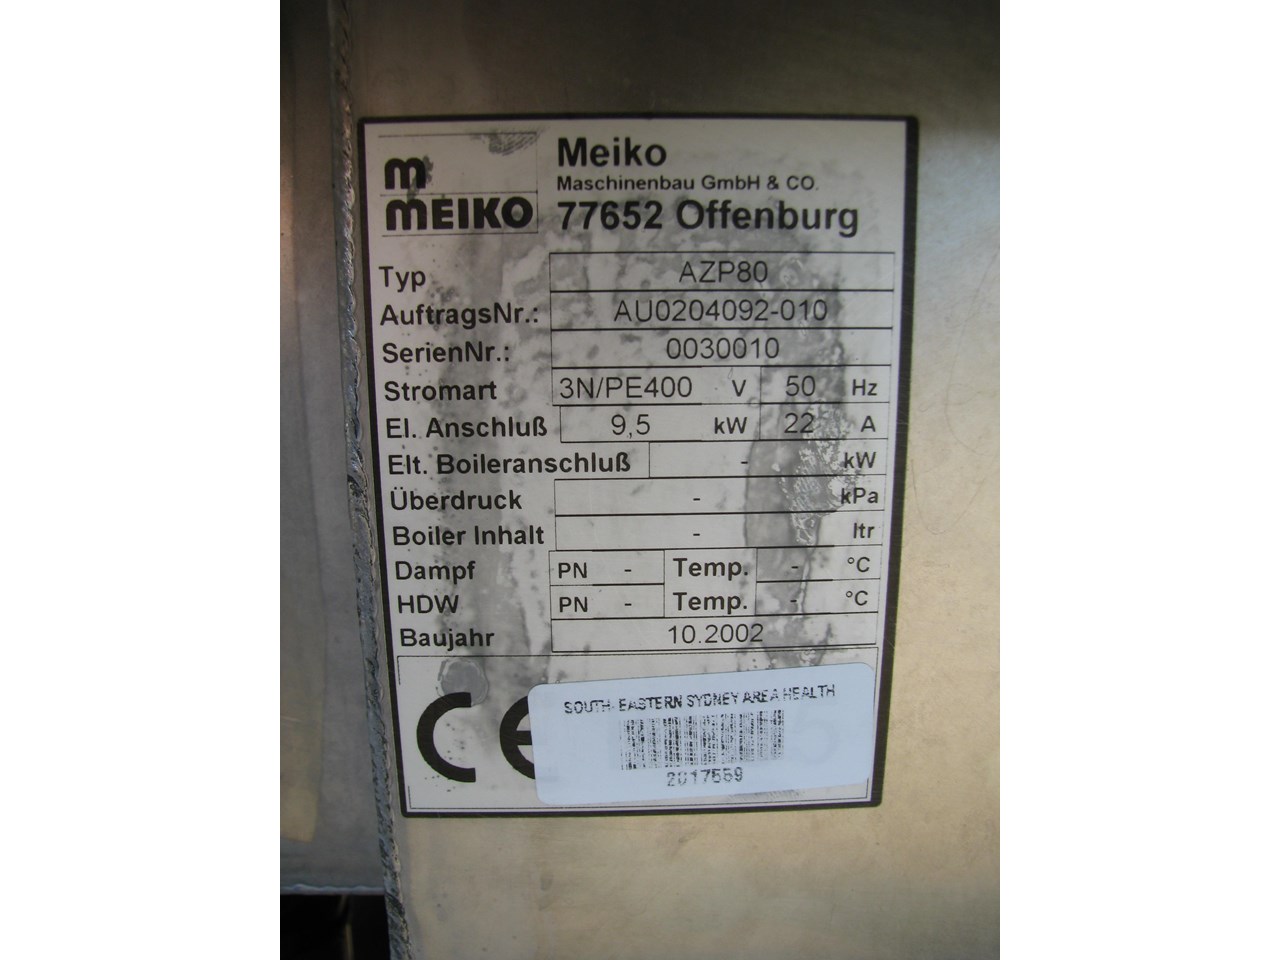 m
MEIKO
Meiko
Maschinenbau GmbH & CO.
77652 Offenburg
Typ AZP80
AuftragsNr.: AU0204092-010
SerienNr.: 0030010
Stromart 3N/PE400 V 50 Hz
El. Anschluß 9,5 kW 22 A
Elt. Boileranschluß - kW
Überdruck - kPa
Boiler Inhalt - ltr
Dampf PN - Temp. - °C
HDW PN - Temp. - °C
Baujahr 10.2002
CE
SOUTH-EASTERN SYDNEY AREA HEALTH
2017559